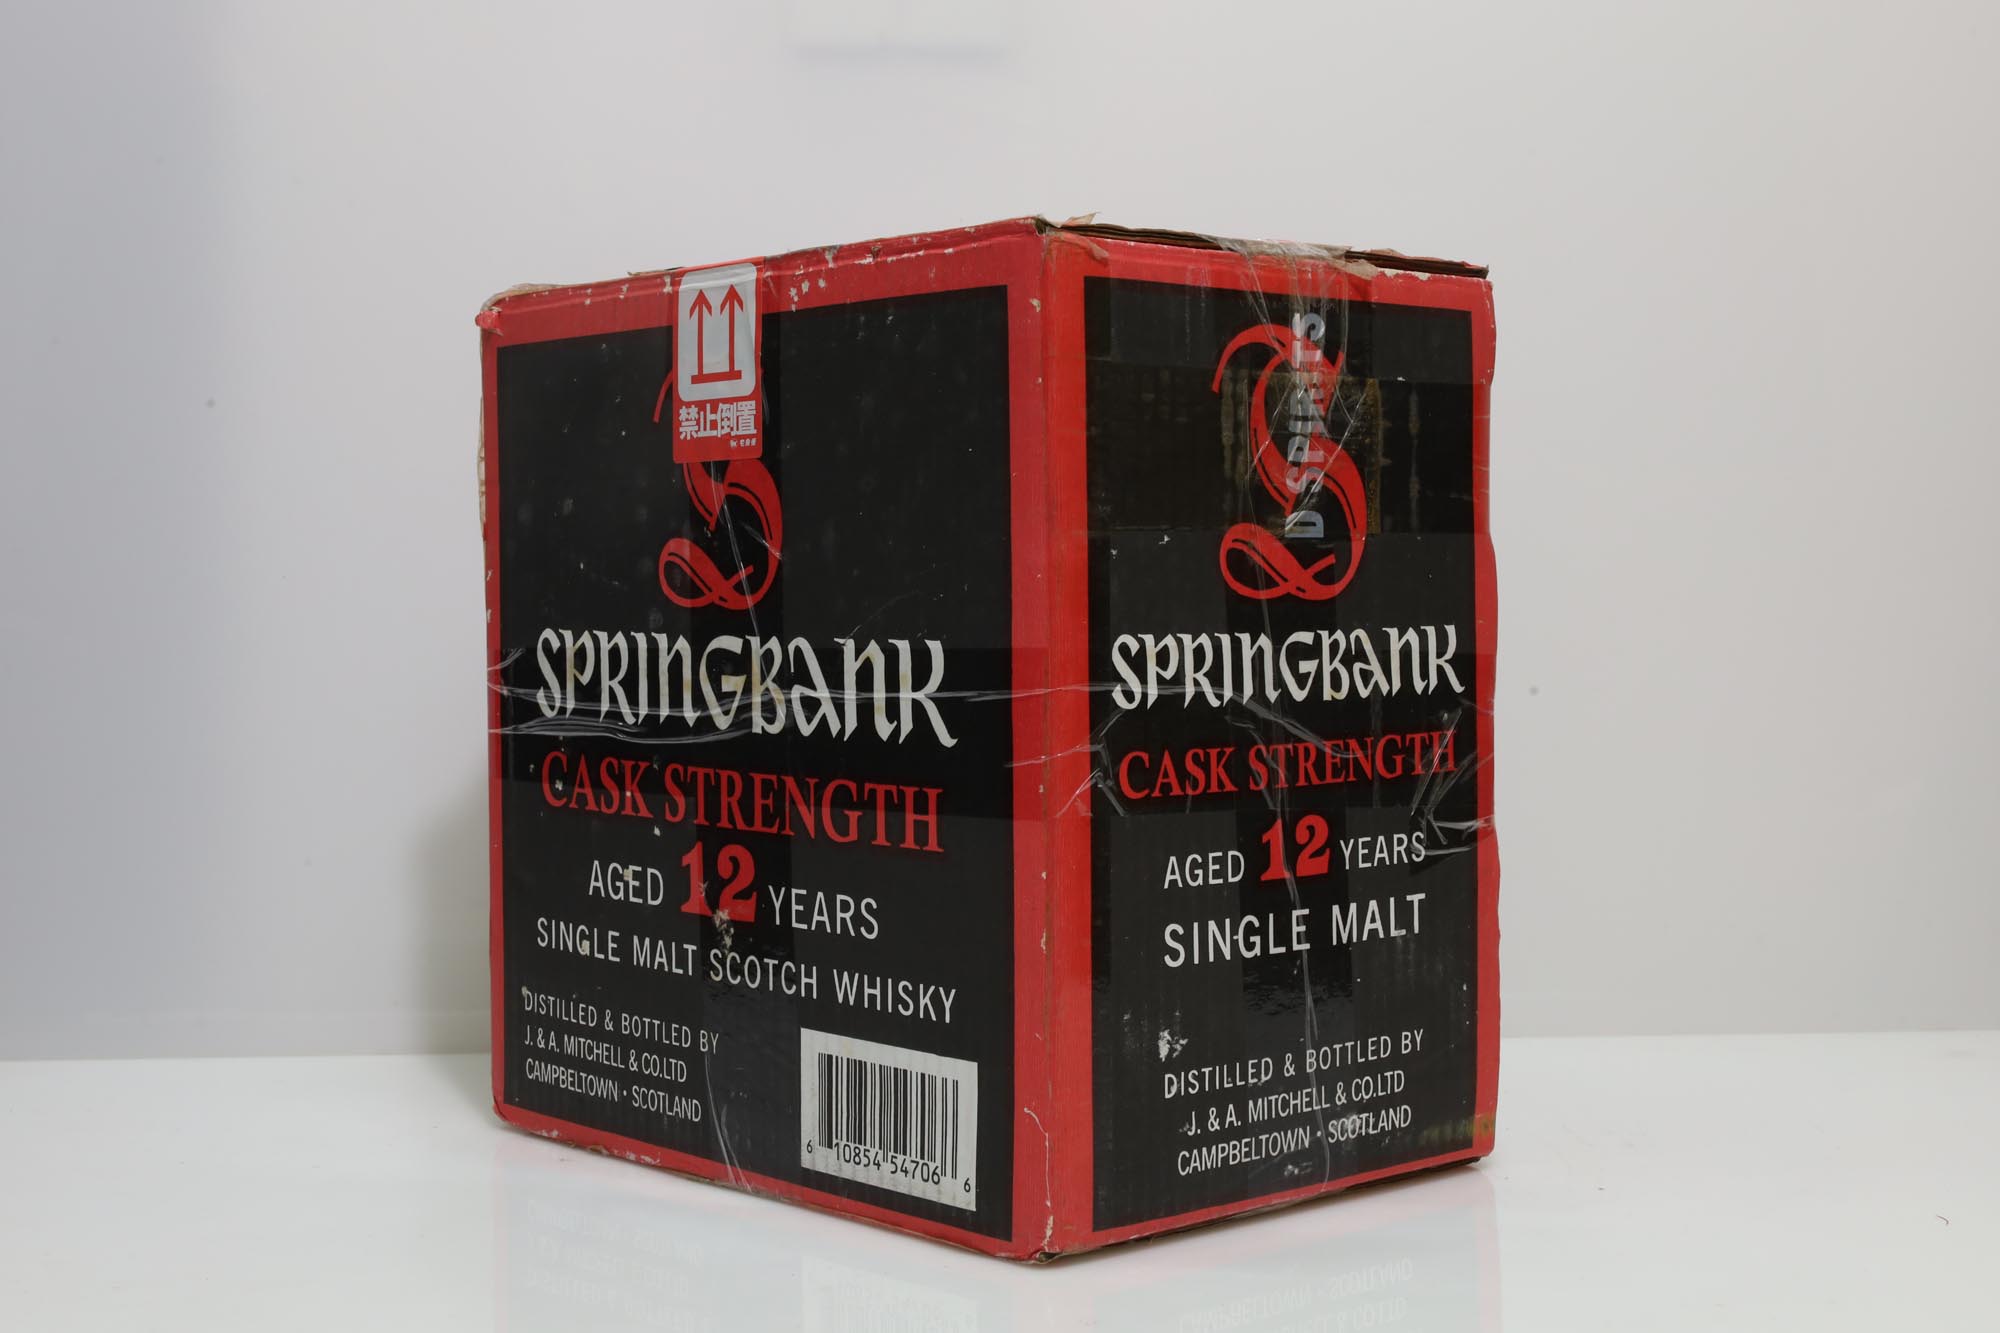 禁止倒置
SPRINGBANK
CASK STRENGTH
AGED 12 YEARS
SINGLE MALT SCOTCH WHISKY
DISTILLED & BOTTLED BY
J. & A. MITCHELL & CO.LTD
CAMPBELTOWN · SCOTLAND
6 10854 54706 6
D SPIRITS
SPRINGBANK
CASK STRENGTH
AGED 12 YEARS
SINGLE MALT
DISTILLED & BOTTLED BY
J. & A. MITCHELL & CO.LTD
CAMPBELTOWN · SCOTLAND